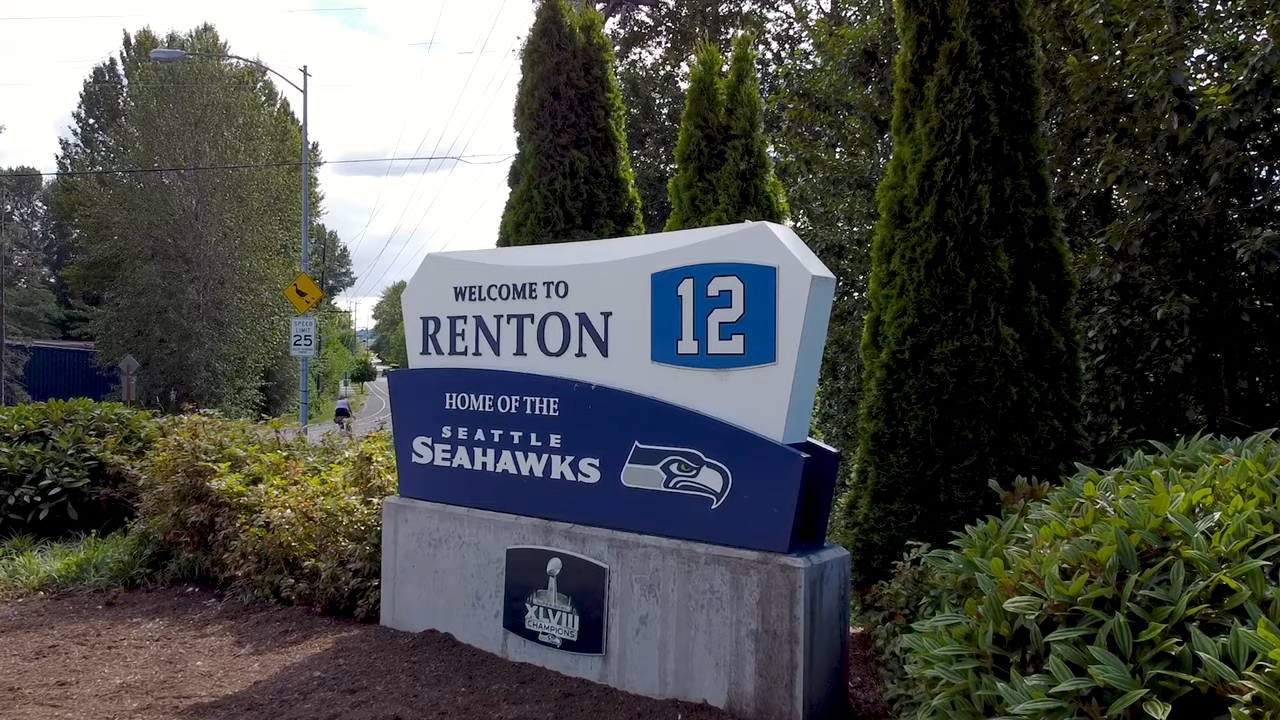 WELCOME TO
RENTON
12
HOME OF THE
SEATTLE
SEAHAWKS
XLVIII
CHAMPIONS
SPEED
LIMIT
25